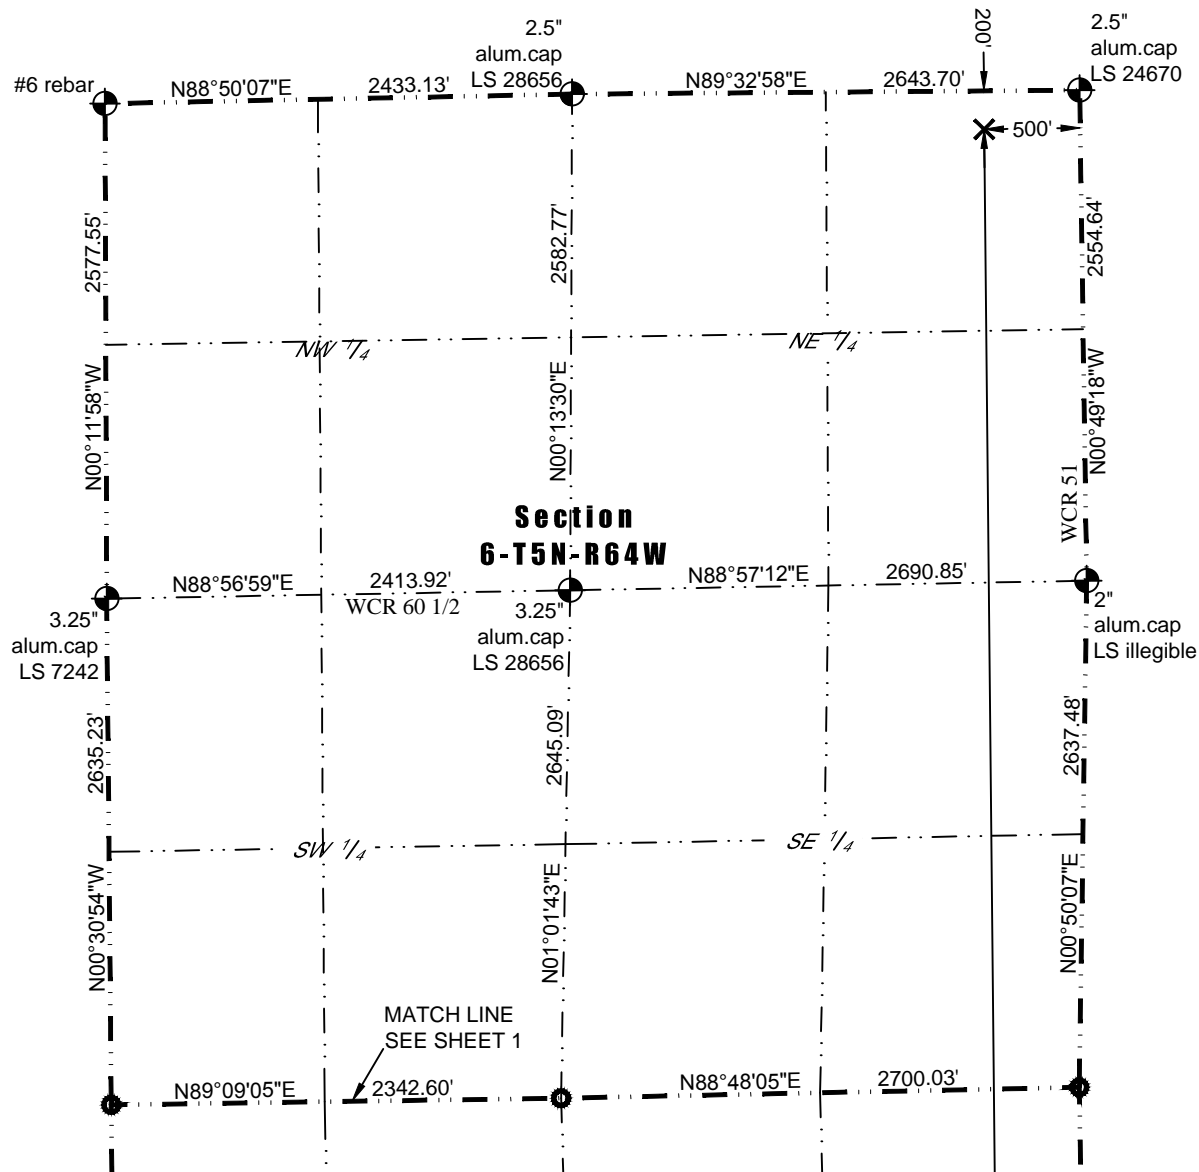 2.5"
alum.cap
LS 28656
200'
2.5"
alum.cap
LS 24670
#6 rebar
N88°50'07"E
2433.13'
N89°32'58"E
2643.70'
500'
2577.55'
2582.77'
2554.64'
NW 1/4
NE 1/4
N00°11'58"W
N00°13'30"E
N00°49'18"W
WCR 51
Section
6-T5N-R64W
N88°56'59"E
2413.92'
N88°57'12"E
2690.85'
WCR 60 1/2
3.25"
alum.cap
LS 7242
3.25"
alum.cap
LS 28656
2"
alum.cap
LS illegible
2635.23'
2645.09'
2637.48'
SW 1/4
SE 1/4
N00°30'54"W
N01°01'43"E
N00°50'07"E
MATCH LINE
SEE SHEET 1
N89°09'05"E
2342.60'
N88°48'05"E
2700.03'